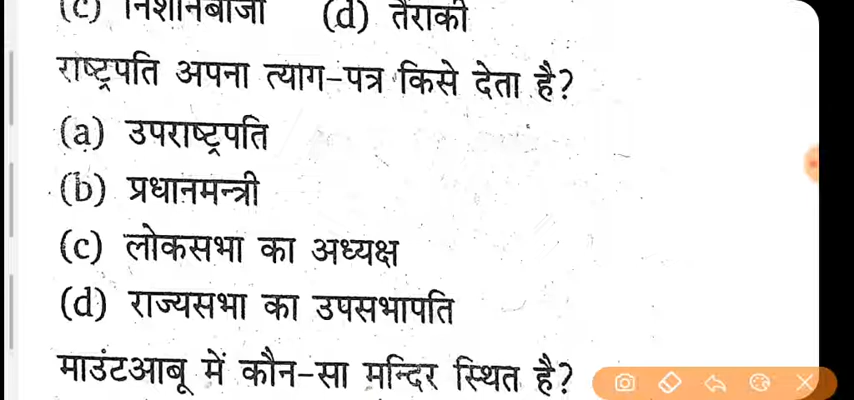 (c) निशानेबाजी (d) तैराकी
राष्ट्रपति अपना त्याग-पत्र किसे देता है?
(a) उपराष्ट्रपति
(b) प्रधानमन्त्री
(c) लोकसभा का अध्यक्ष
(d) राज्यसभा का उपसभापति
माउंटआबू में कौन-सा मन्दिर स्थित है?